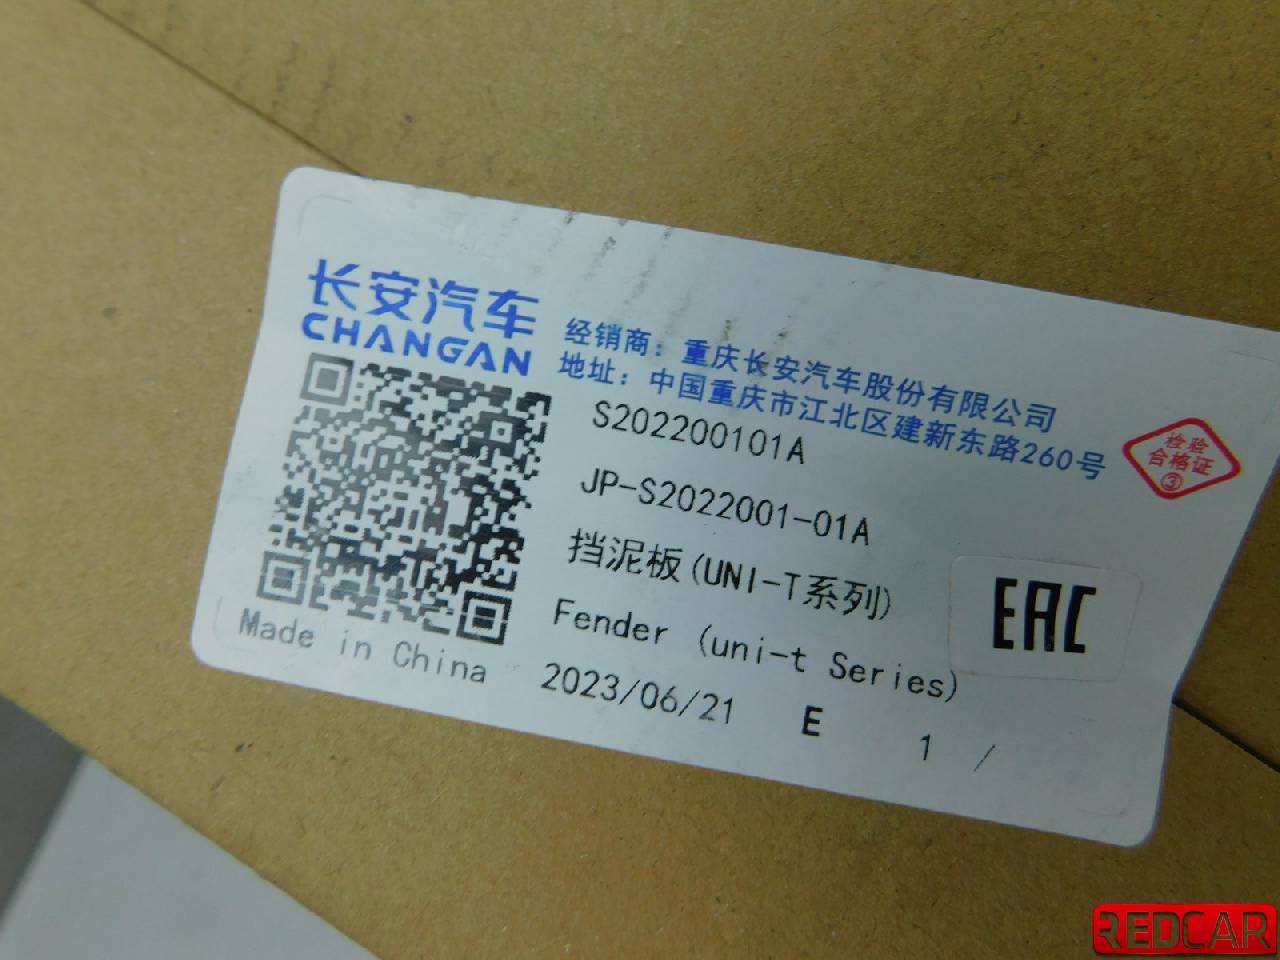 长安汽车
CHANGAN
经销商：重庆长安汽车股份有限公司
地址：中国重庆市江北区建新东路260号
S202200101A
JP-S2022001-01A
挡泥板(UNI-T系列)
Fender (uni-t Series)
2023/06/21 E 1 /
Made in China
检验
合格证
③
EAC
REDCAR